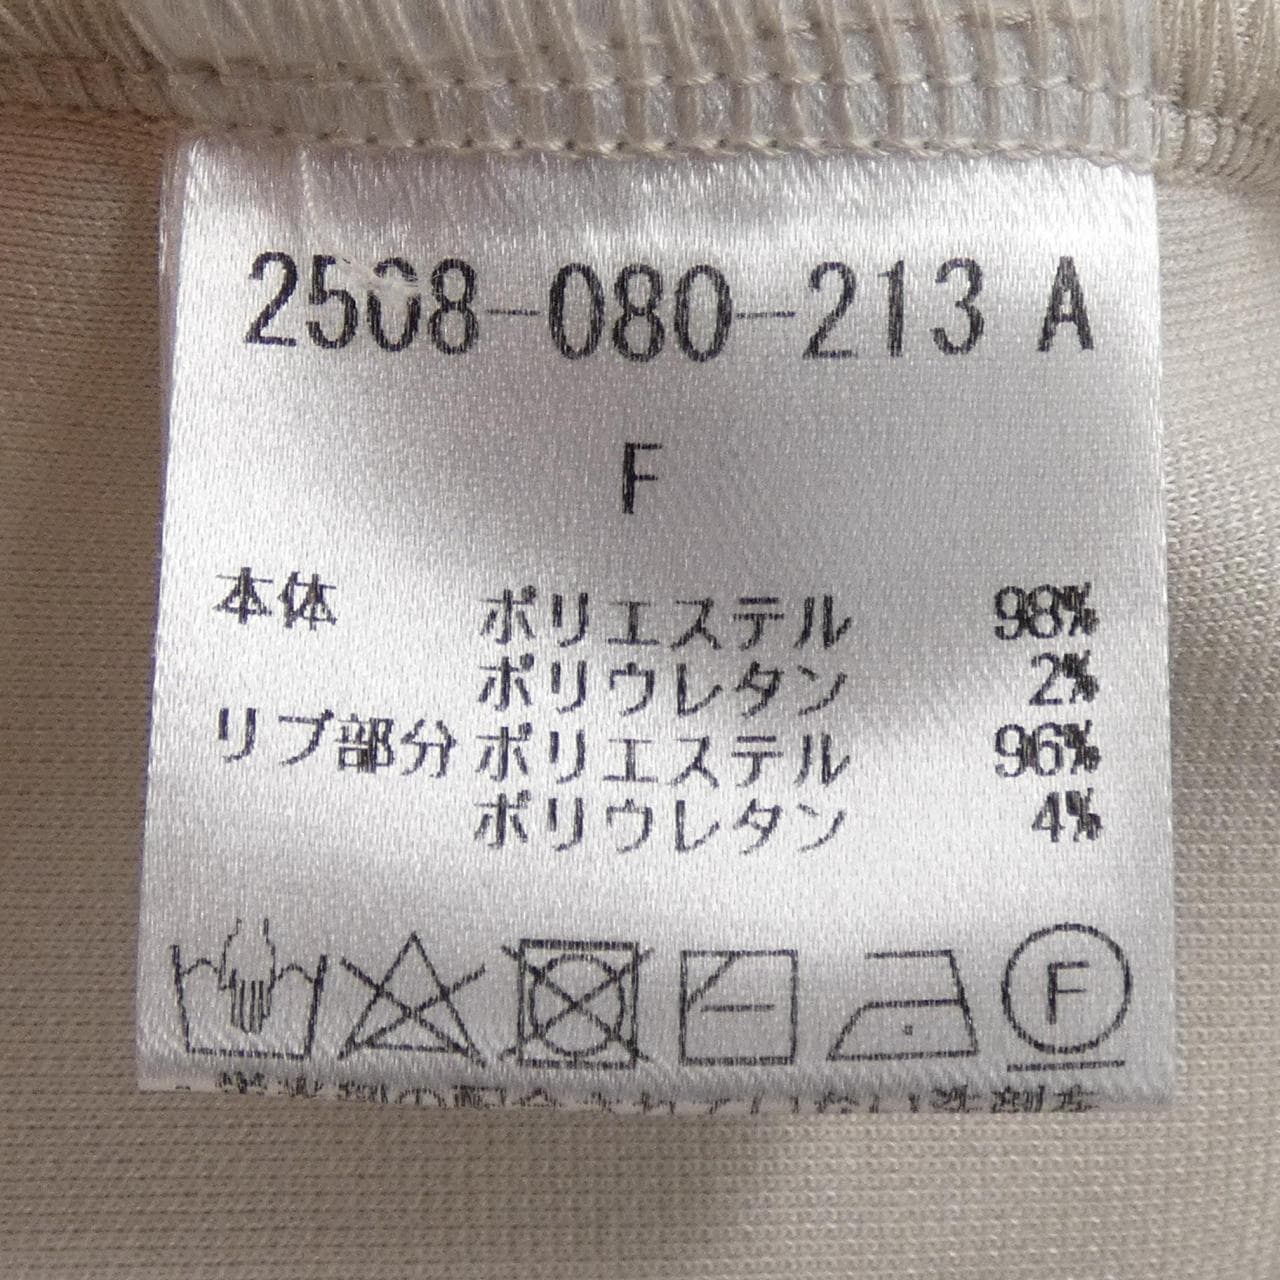 2508-080-213 A
F
本体 ポリエステル 98%
ポリウレタン 2%
リブ部分 ポリエステル 96%
ポリウレタン 4%
F